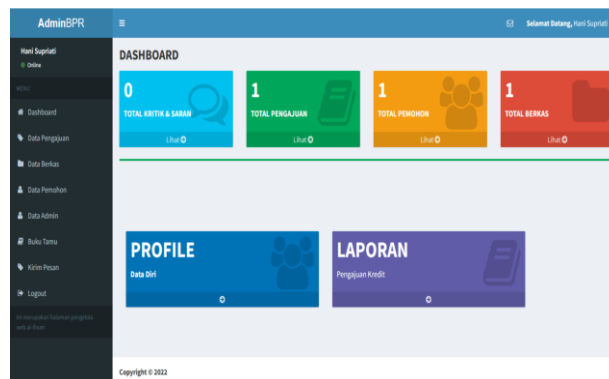 AdminBPR
Selamat Datang, Hani Supriati
Hani Supriati
Online
MENU
Dashboard
Data Pengajuan
Data Berkas
Data Pemohon
Data Admin
Buku Tamu
Kirim Pesan
Logout
DASHBOARD
0
TOTAL KRITIK & SARAN
Lihat
1
TOTAL PENGAJUAN
Lihat
1
TOTAL PEMOHON
Lihat
1
TOTAL BERKAS
Lihat
PROFILE
Data Diri
LAPORAN
Pengajuan Kredit
Copyright © 2022